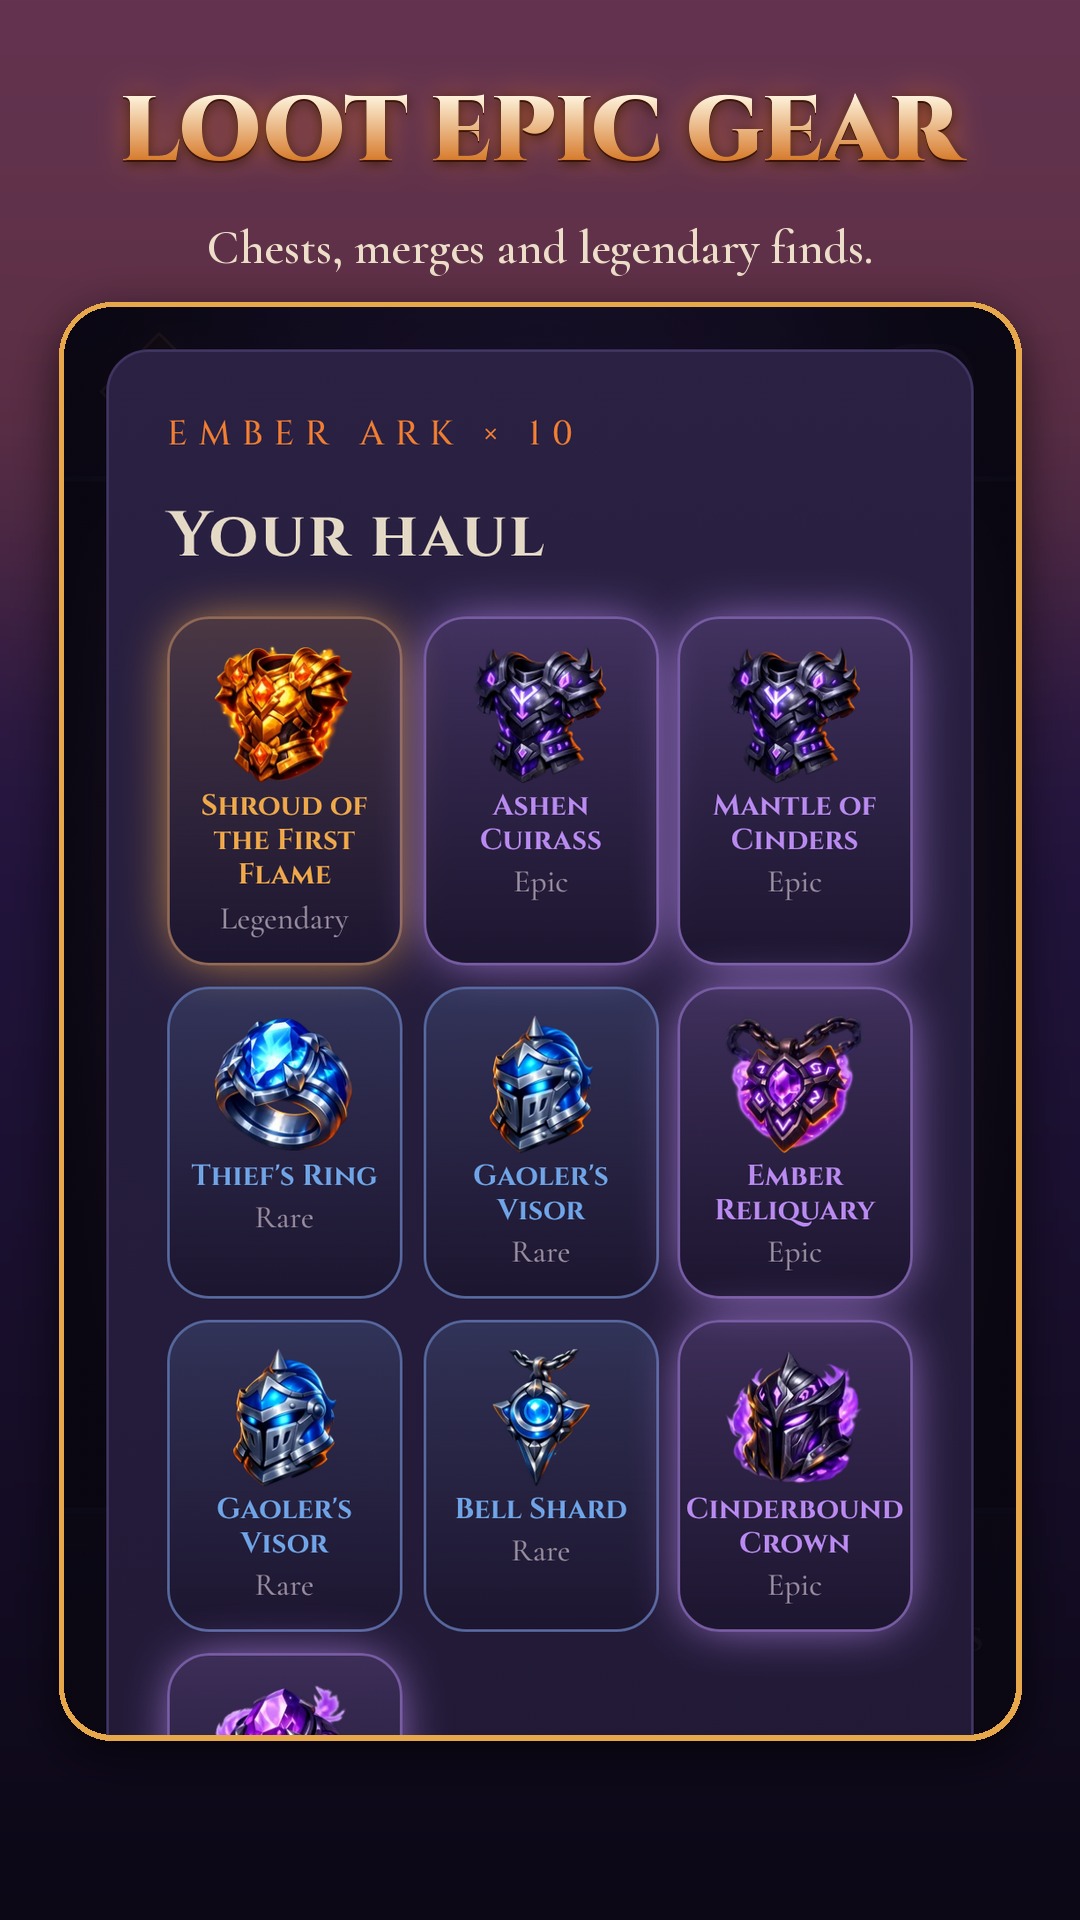 LOOT EPIC GEAR
Chests, merges and legendary finds.
EMBER ARK × 10
YOUR HAUL
SHROUD OF
THE FIRST
FLAME
Legendary
ASHEN
CUIRASS
Epic
MANTLE OF
CINDERS
Epic
THIEF'S RING
Rare
GAOLER'S
VISOR
Rare
EMBER
RELIQUARY
Epic
GAOLER'S
VISOR
Rare
BELL SHARD
Rare
CINDERBOUND
CROWN
Epic